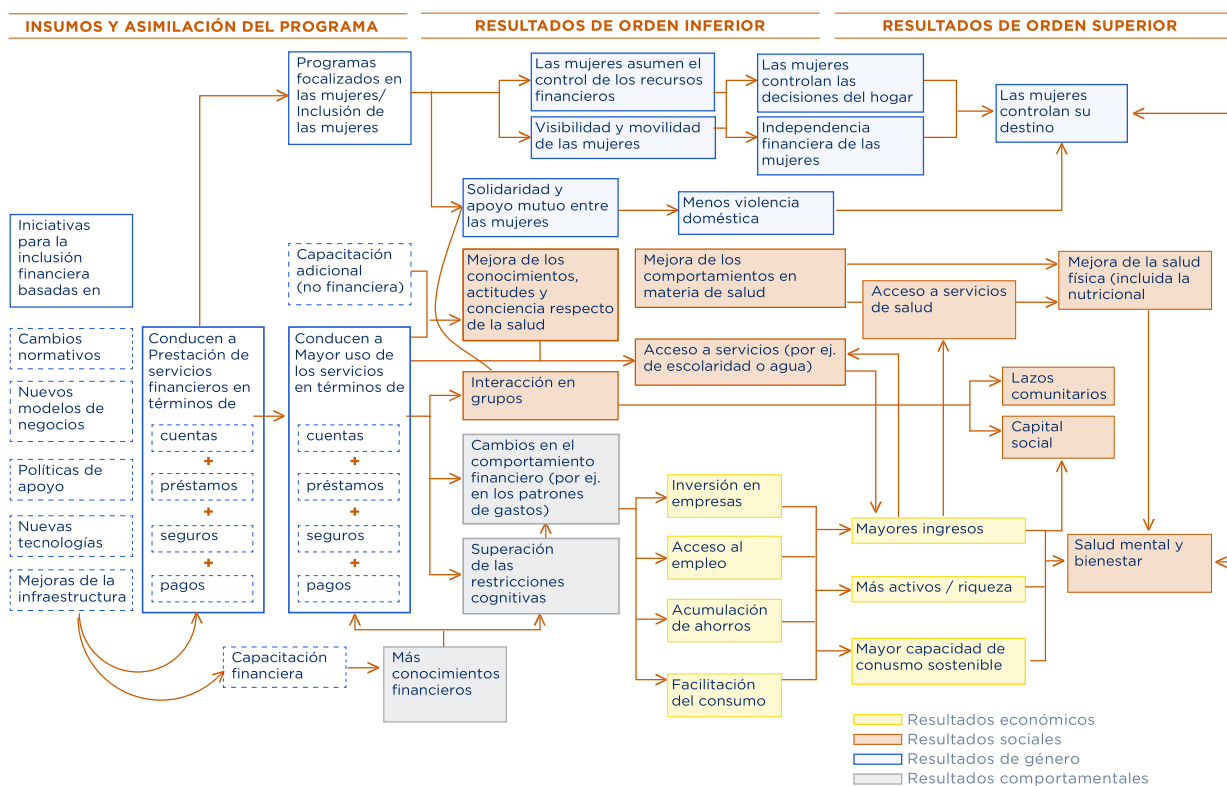 INSUMOS Y ASIMILACIÓN DEL PROGRAMA
RESULTADOS DE ORDEN INFERIOR
RESULTADOS DE ORDEN SUPERIOR
Programas
focalizados en
las mujeres/
Inclusión de
las mujeres
Las mujeres asumen el
control de los recursos
financieros
Visibilidad y movilidad
de las mujeres
Las mujeres
controlan las
decisiones del hogar
Independencia
financiera de las
mujeres
Las mujeres
controlan su
destino
Solidaridad y
apoyo mutuo entre
las mujeres
Menos violencia
doméstica
Iniciativas
para la
inclusión
financiera
basadas en
Cambios
normativos
Nuevos
modelos de
negocios
Políticas de
apoyo
Nuevas
tecnologías
Mejoras de la
infraestructura
Conducen a
Prestación de
servicios
financieros en
términos de
cuentas
+
préstamos
+
seguros
+
pagos
Capacitación
adicional
(no financiera)
Conducen a
Mayor uso de
los servicios
en términos de
cuentas
+
préstamos
+
seguros
+
pagos
Capacitación
financiera
Más
conocimientos
financieros
Mejora de los
conocimientos,
actitudes y
conciencia respecto
de la salud
Interacción en
grupos
Cambios en el
comportamiento
financiero (por ej.
en los patrones
de gastos)
Superación
de las
restricciones
cognitivas
Mejora de los
comportamientos en
materia de salud
Acceso a servicios (por ej.
de escolaridad o agua)
Acceso a servicios
de salud
Mejora de la salud
física (incluida la
nutricional
Lazos
comunitarios
Capital
social
Inversión en
empresas
Acceso al
empleo
Acumulación
de ahorros
Facilitación
del consumo
Mayores ingresos
Más activos / riqueza
Mayor capacidad de
conusmo sostenible
Salud mental y
bienestar
Resultados económicos
Resultados sociales
Resultados de género
Resultados comportamentales